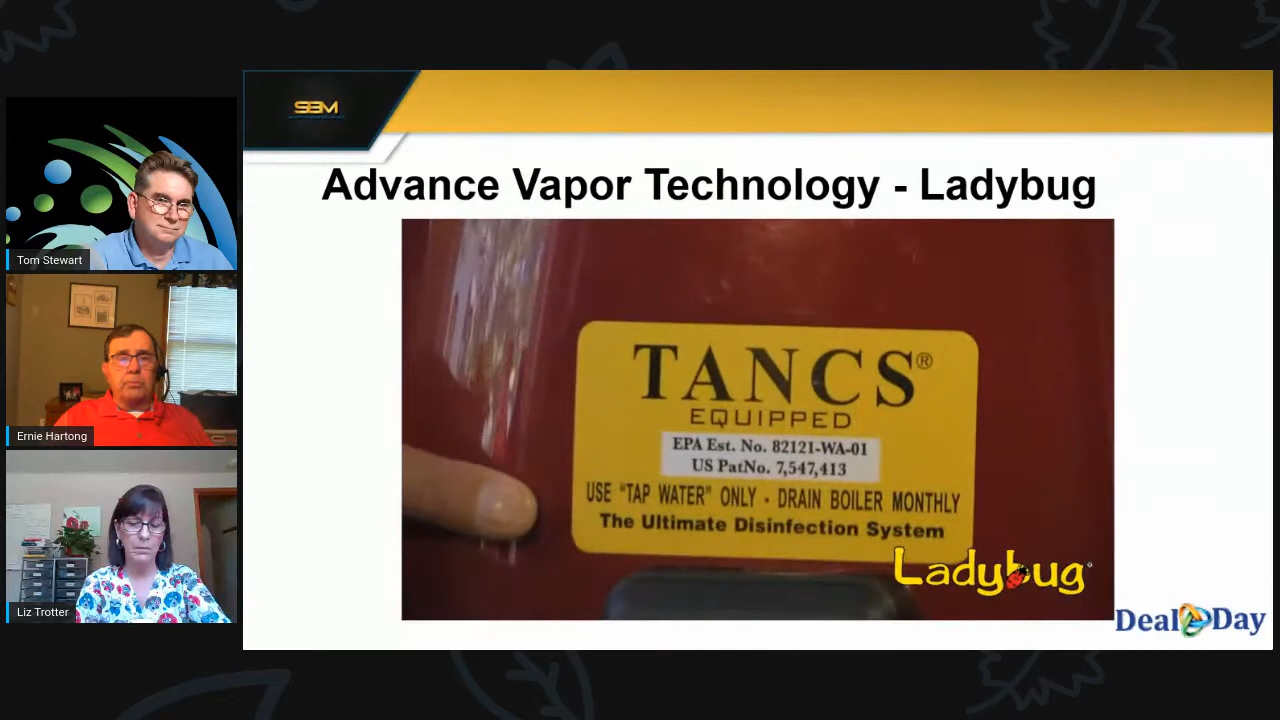 SBM
Advance Vapor Technology - Ladybug
Tom Stewart
Ernie Hartong
Liz Trotter
TANCS®
EQUIPPED
EPA Est. No. 82121-WA-01
US PatNo. 7,547,413
USE "TAP WATER" ONLY - DRAIN BOILER MONTHLY
The Ultimate Disinfection System
Ladybug
Deal Day